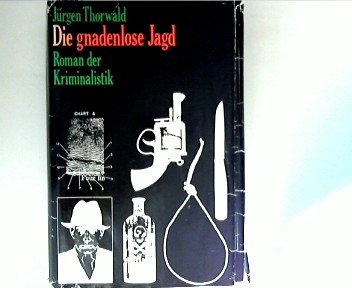 Jürgen Thorwald
Die gnadenlose Jagd
Roman der
Kriminalistik
CHART A